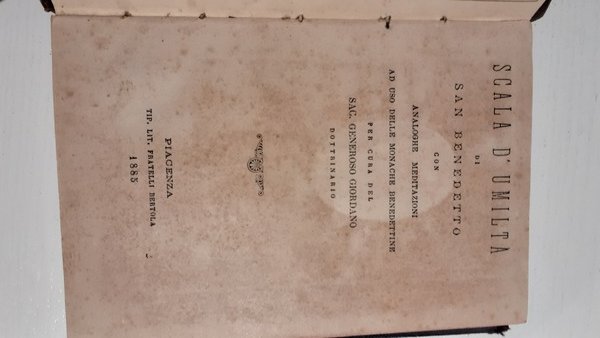 SCALA D'UMILTA
DI
SAN BENEDETTO
CON
ANALOGHE MEDITAZIONI
AD USO DELLE MONACHE BENEDETTINE
PER CURA DEL
SAC. GENEROSO GIORDANO
DOTTRINARIO
PIACENZA
TIP. LIT. FRATELLI BERTOLA
1885